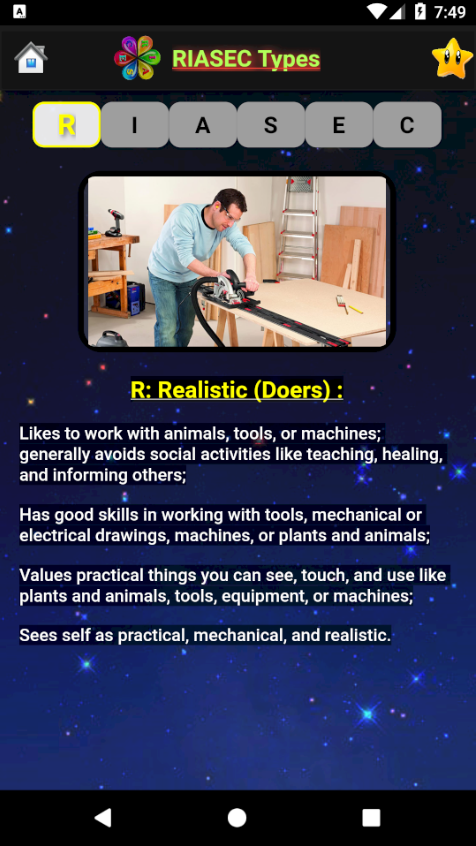 7:49
RIASEC Types
R I A S E C
R: Realistic (Doers) :
Likes to work with animals, tools, or machines;
generally avoids social activities like teaching, healing,
and informing others;
Has good skills in working with tools, mechanical or
electrical drawings, machines, or plants and animals;
Values practical things you can see, touch, and use like
plants and animals, tools, equipment, or machines;
Sees self as practical, mechanical, and realistic.